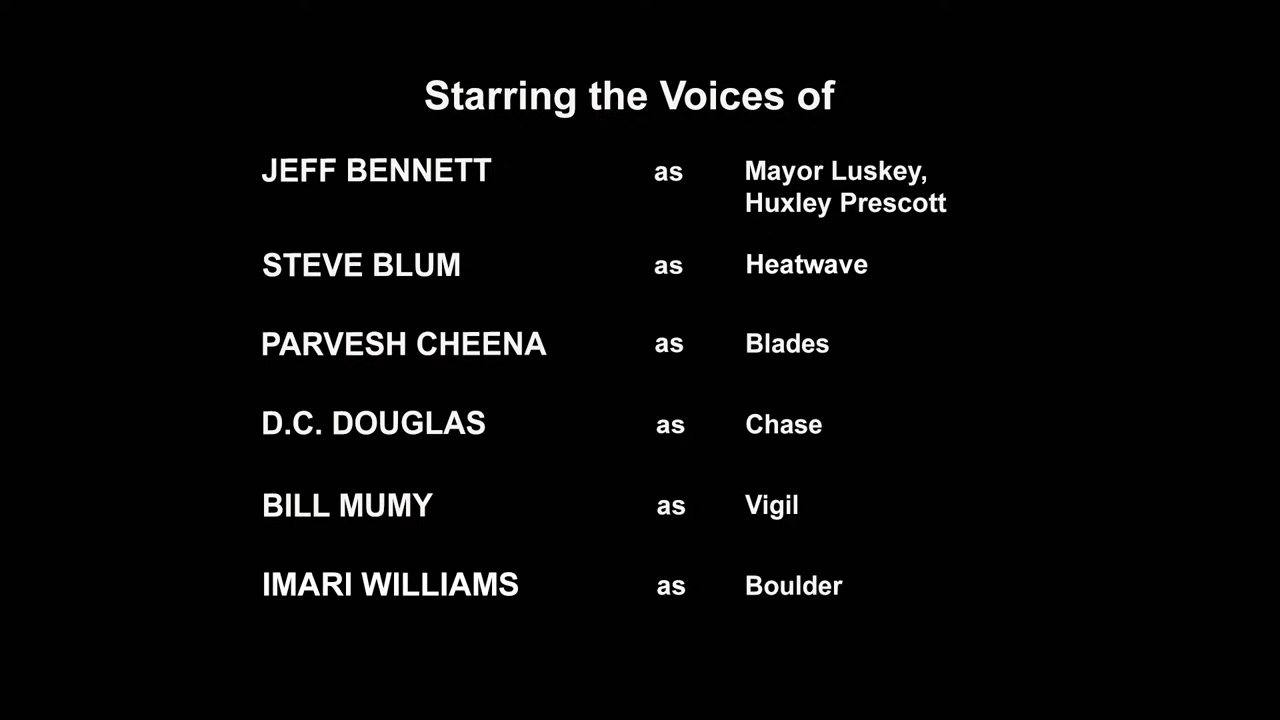 Starring the Voices of
JEFF BENNETT as Mayor Luskey,
Huxley Prescott
STEVE BLUM as Heatwave
PARVESH CHEENA as Blades
D.C. DOUGLAS as Chase
BILL MUMY as Vigil
IMARI WILLIAMS as Boulder